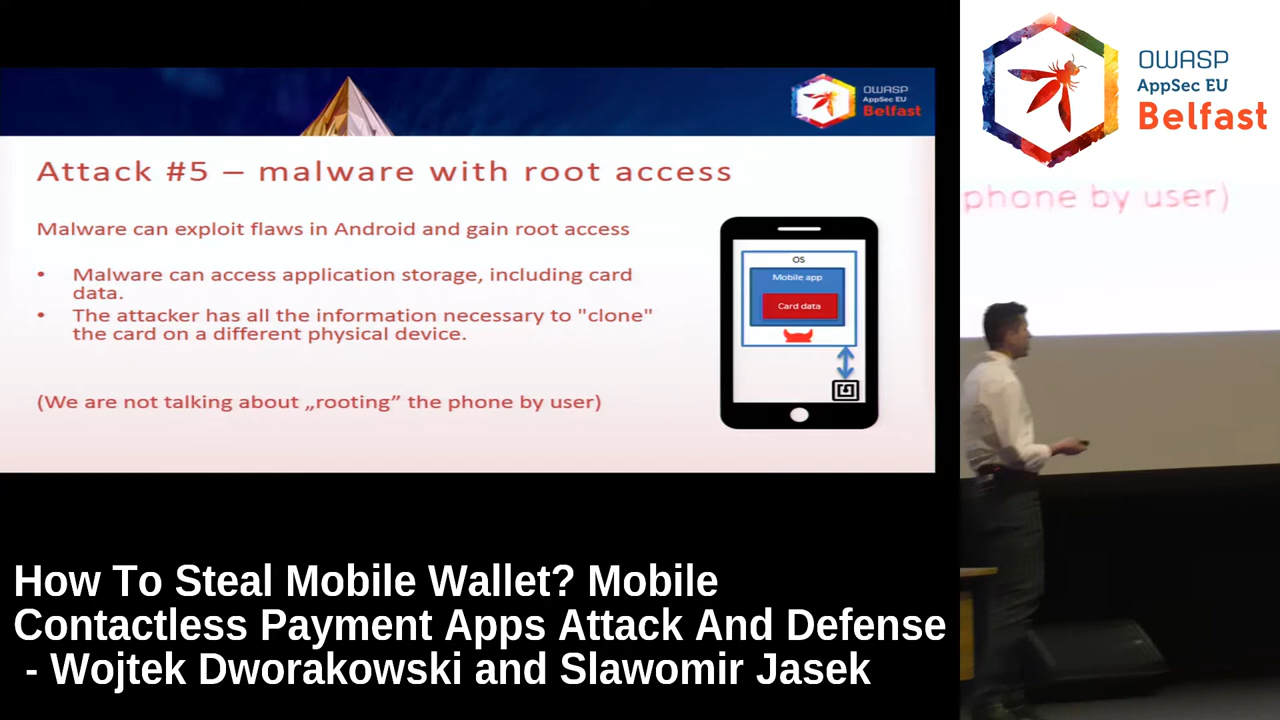 OWASP
AppSec EU
Belfast
Attack #5 – malware with root access
Malware can exploit flaws in Android and gain root access
• Malware can access application storage, including card
data.
• The attacker has all the information necessary to "clone"
the card on a different physical device.
(We are not talking about „rooting” the phone by user)
OS
Mobile app
Card data
OWASP
AppSec EU
Belfast
phone by user)
How To Steal Mobile Wallet? Mobile
Contactless Payment Apps Attack And Defense
- Wojtek Dworakowski and Slawomir Jasek